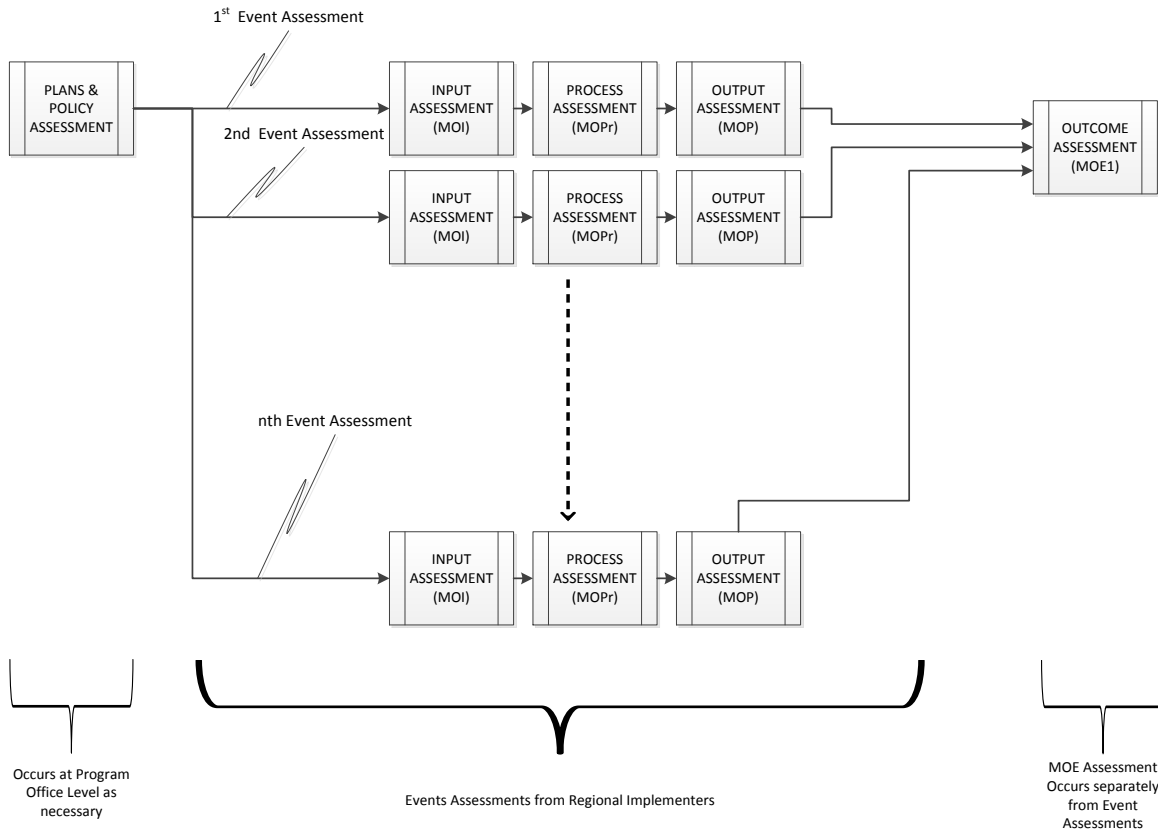 1st Event Assessment
PLANS &
POLICY
ASSESSMENT
INPUT
ASSESSMENT
(MOI)
PROCESS
ASSESSMENT
(MOPr)
OUTPUT
ASSESSMENT
(MOP)
OUTCOME
ASSESSMENT
(MOE1)
2nd Event Assessment
INPUT
ASSESSMENT
(MOI)
PROCESS
ASSESSMENT
(MOPr)
OUTPUT
ASSESSMENT
(MOP)
nth Event Assessment
INPUT
ASSESSMENT
(MOI)
PROCESS
ASSESSMENT
(MOPr)
OUTPUT
ASSESSMENT
(MOP)
Occurs at Program
Office Level as
necessary
Events Assessments from Regional Implementers
MOE Assessment
Occurs separately
from Event
Assessments